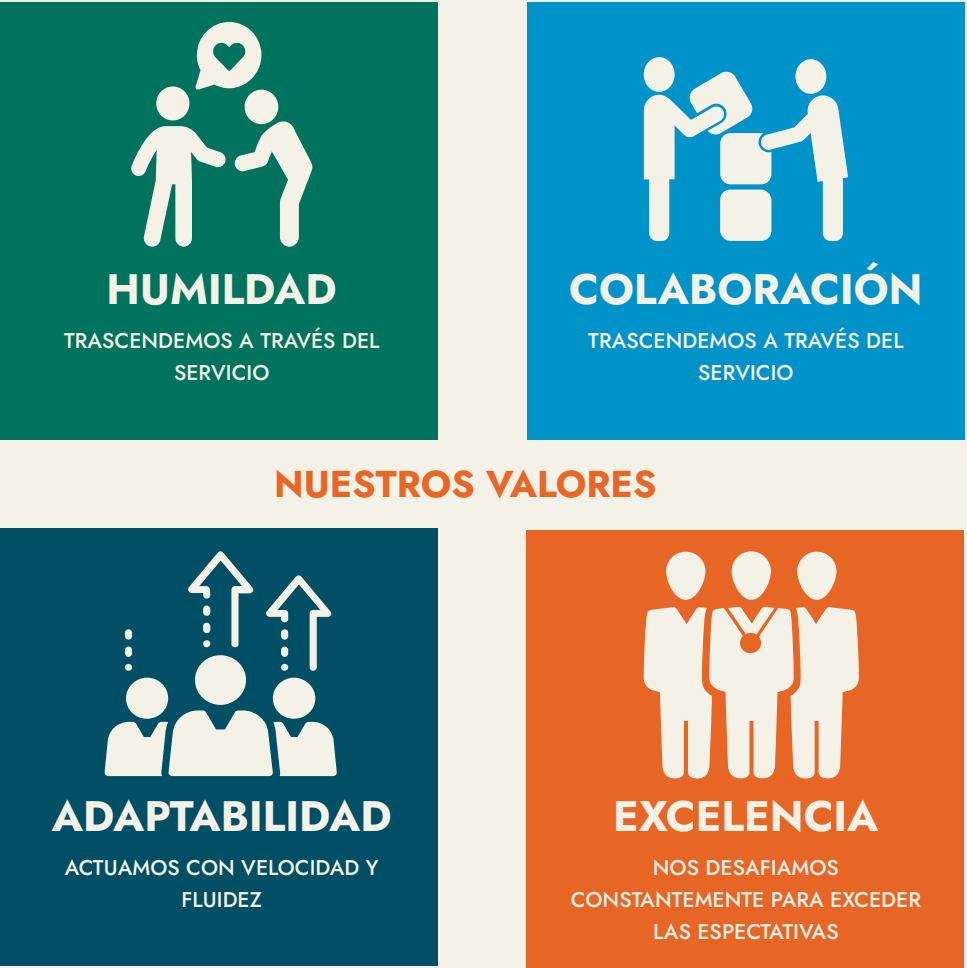 HUMILDAD
TRASCENDEMOS A TRAVÉS DEL
SERVICIO
COLABORACIÓN
TRASCENDEMOS A TRAVÉS DEL
SERVICIO
NUESTROS VALORES
ADAPTABILIDAD
ACTUAMOS CON VELOCIDAD Y
FLUIDEZ
EXCELENCIA
NOS DESAFIAMOS
CONSTANTEMENTE PARA EXCEDER
LAS ESPECTATIVAS